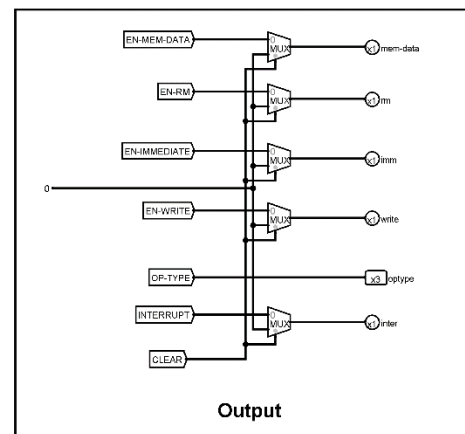 EN-MEM-DATA 0 MUX x1 mem-data
EN-RM 0 MUX x1 rm
EN-IMMEDIATE 0 MUX x1 imm
0
EN-WRITE 0 MUX x1 write
OP-TYPE x3 optype
INTERRUPT 0 MUX x1 inter
CLEAR
Output